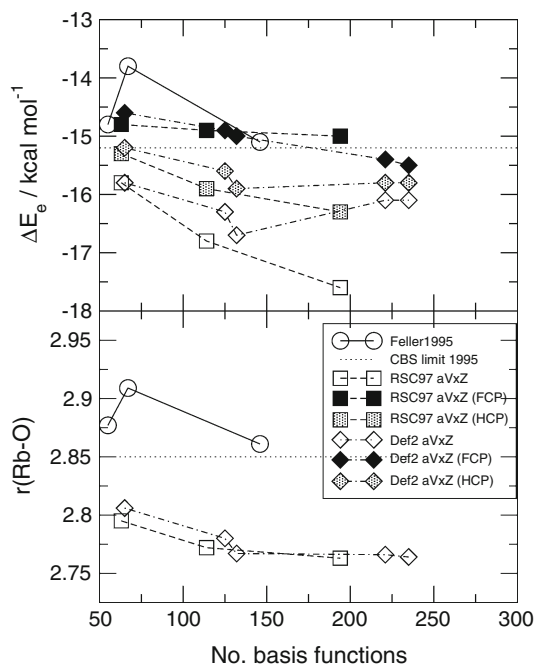 -13
-14
-15
-16
-17
-18
ΔE_e / kcal mol⁻¹
2.95
2.9
2.85
2.8
2.75
r(Rb-O)
Feller1995
CBS limit 1995
RSC97 aVxZ
RSC97 aVxZ (FCP)
RSC97 aVxZ (HCP)
Def2 aVxZ
Def2 aVxZ (FCP)
Def2 aVxZ (HCP)
50 100 150 200 250 300
No. basis functions